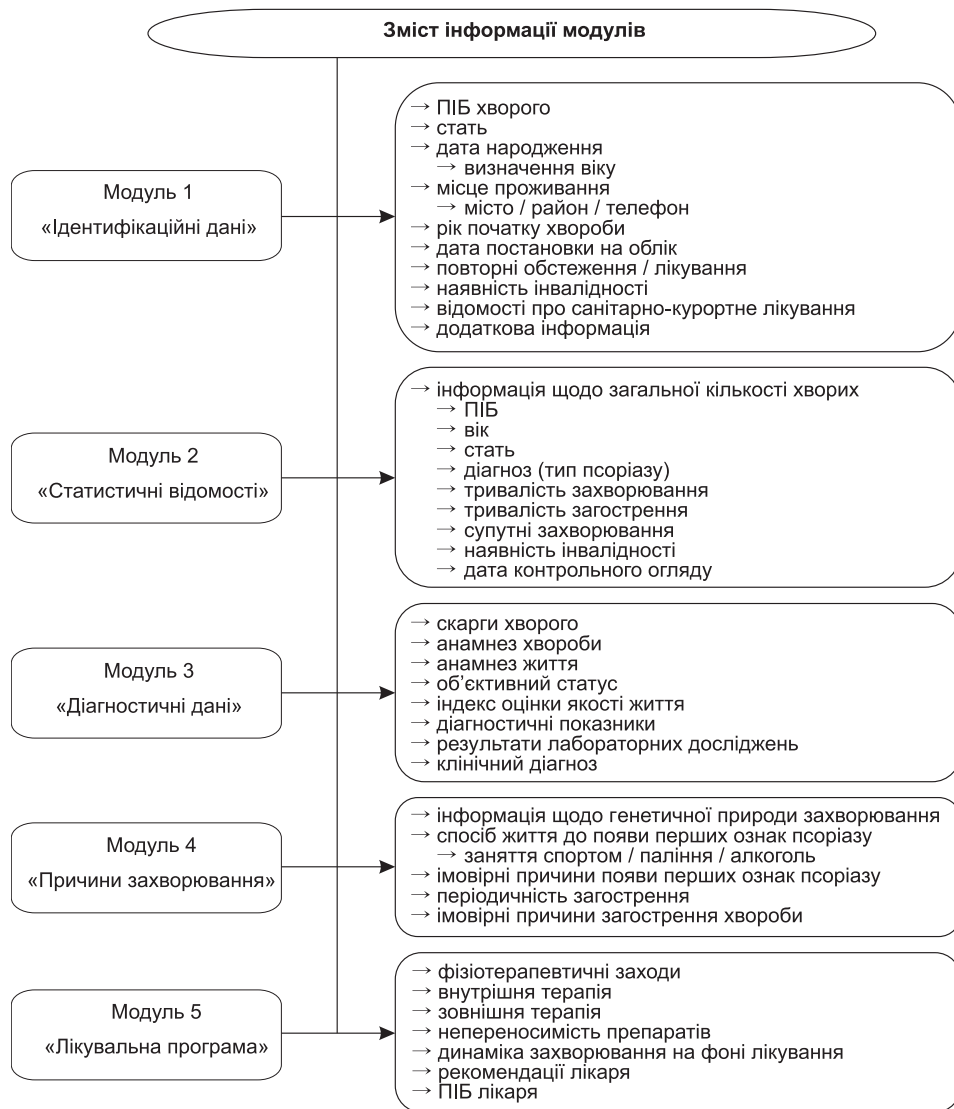 Зміст інформації модулів
Модуль 1
«Ідентифікаційні дані»
→ ПІБ хворого
→ стать
→ дата народження
→ визначення віку
→ місце проживання
→ місто / район / телефон
→ рік початку хвороби
→ дата постановки на облік
→ повторні обстеження / лікування
→ наявність інвалідності
→ відомості про санітарно-курортне лікування
→ додаткова інформація
Модуль 2
«Статистичні відомості»
→ інформація щодо загальної кількості хворих
→ ПІБ
→ вік
→ стать
→ діагноз (тип псоріазу)
→ тривалість захворювання
→ тривалість загострення
→ супутні захворювання
→ наявність інвалідності
→ дата контрольного огляду
Модуль 3
«Діагностичні дані»
→ скарги хворого
→ анамнез хвороби
→ анамнез життя
→ об’єктивний статус
→ індекс оцінки якості життя
→ діагностичні показники
→ результати лабораторних досліджень
→ клінічний діагноз
Модуль 4
«Причини захворювання»
→ інформація щодо генетичної природи захворювання
→ спосіб життя до появи перших ознак псоріазу
→ заняття спортом / паління / алкоголь
→ імовірні причини появи перших ознак псоріазу
→ періодичність загострення
→ імовірні причини загострення хвороби
Модуль 5
«Лікувальна програма»
→ фізіотерапевтичні заходи
→ внутрішня терапія
→ зовнішня терапія
→ непереносимість препаратів
→ динаміка захворювання на фоні лікування
→ рекомендації лікаря
→ ПІБ лікаря